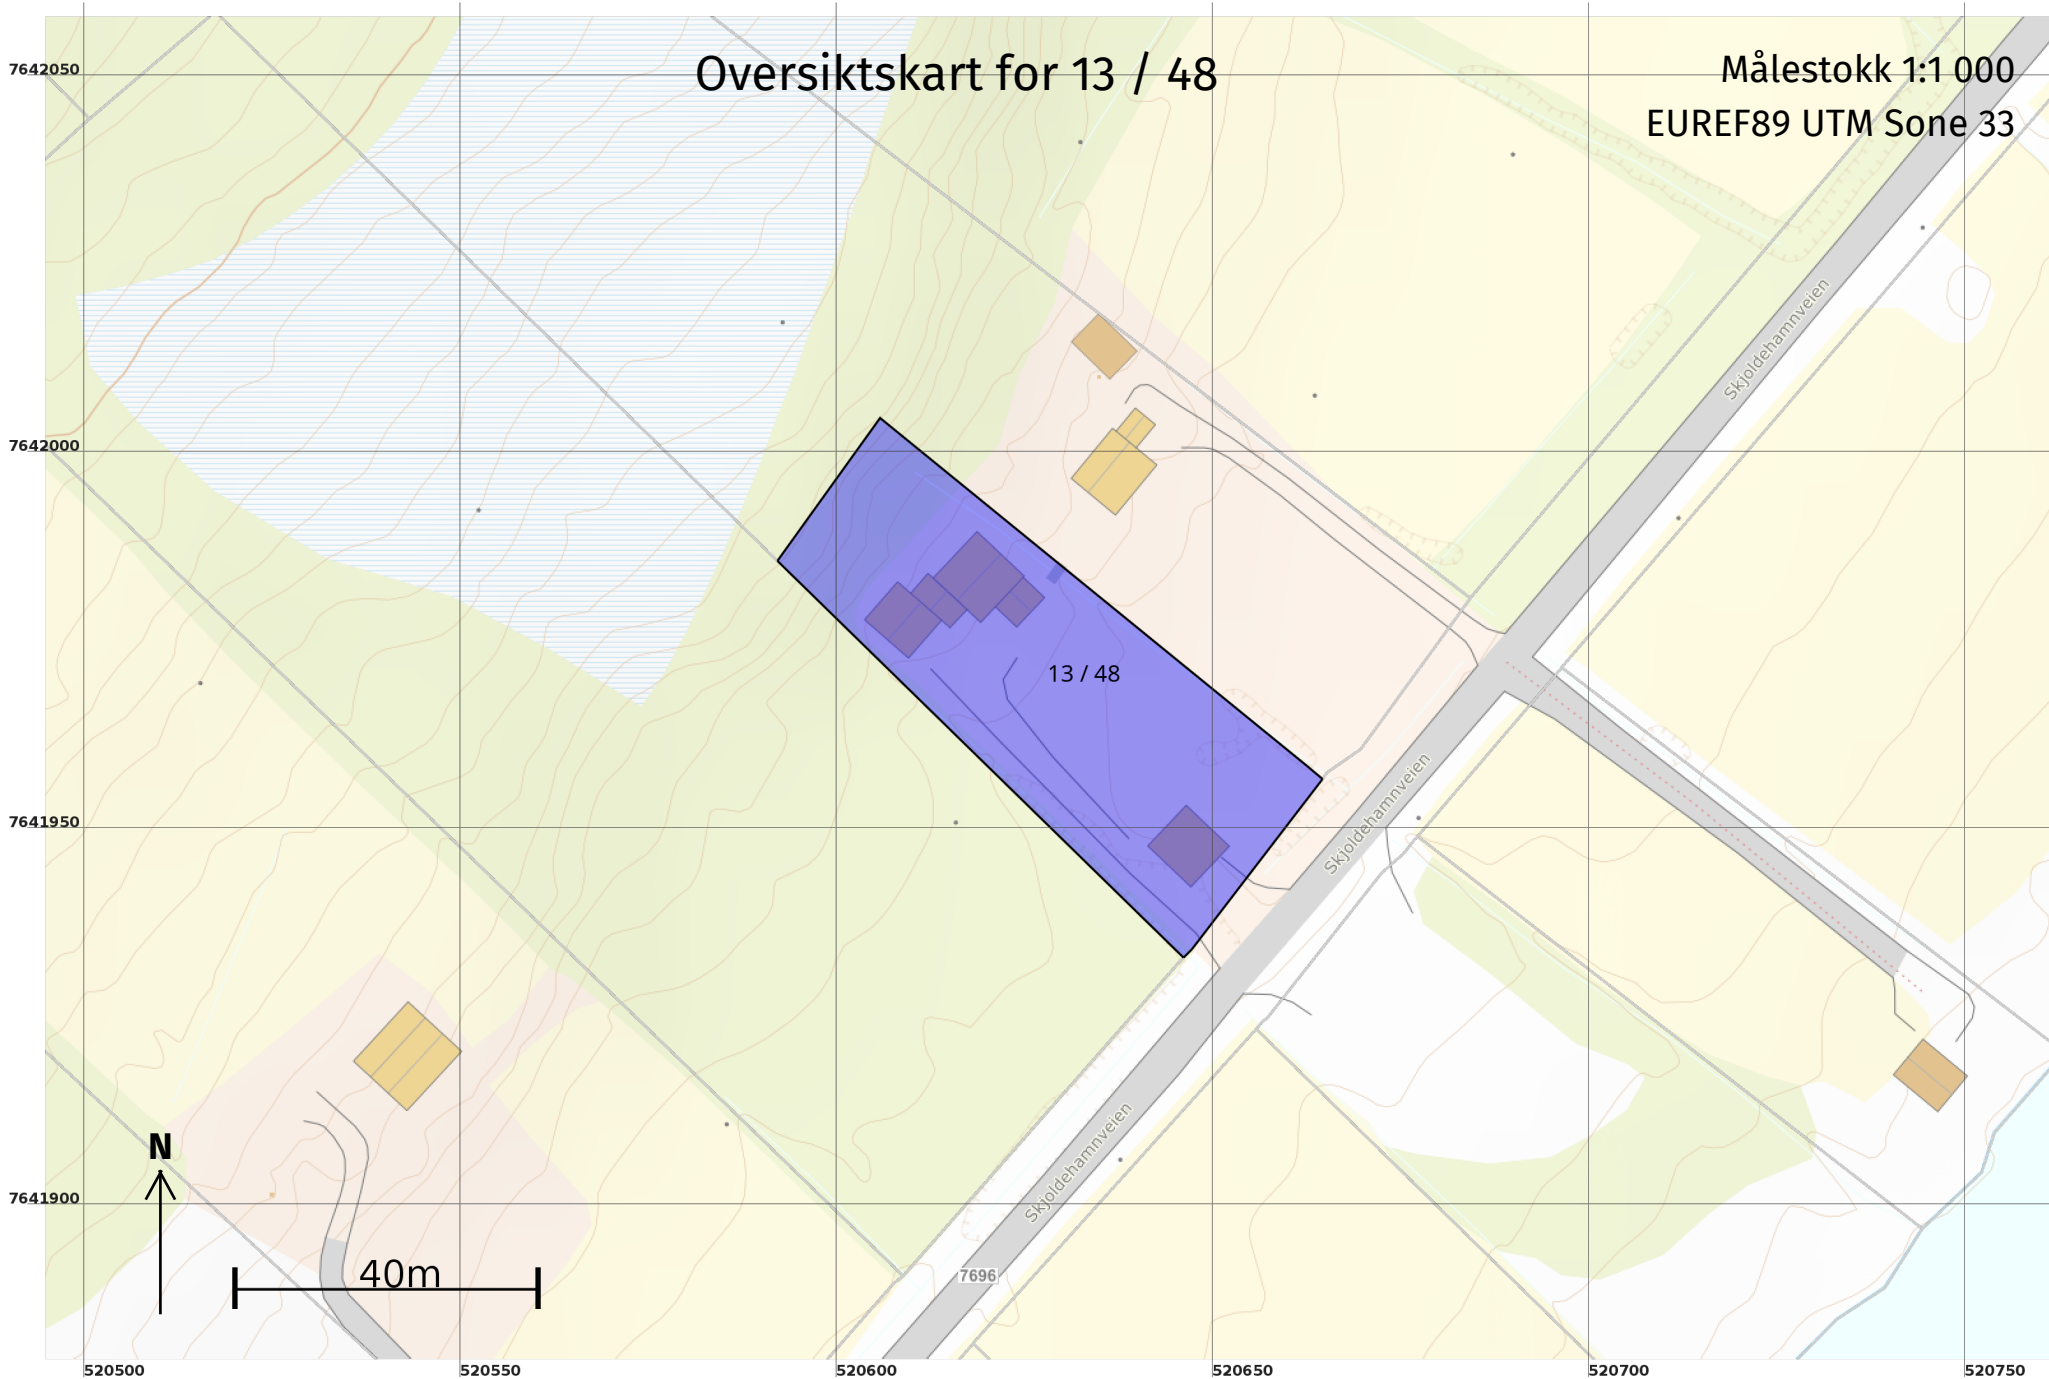 Oversiktskart for 13 / 48
Målestokk 1:1 000
EUREF89 UTM Sone 33
7642050
7642000
7641950
7641900
Skjoldehamnveien
Skjoldehamnveien
Skjoldehamnveien
13 / 48
7696
N
40m
520500
520550
520600
520650
520700
520750